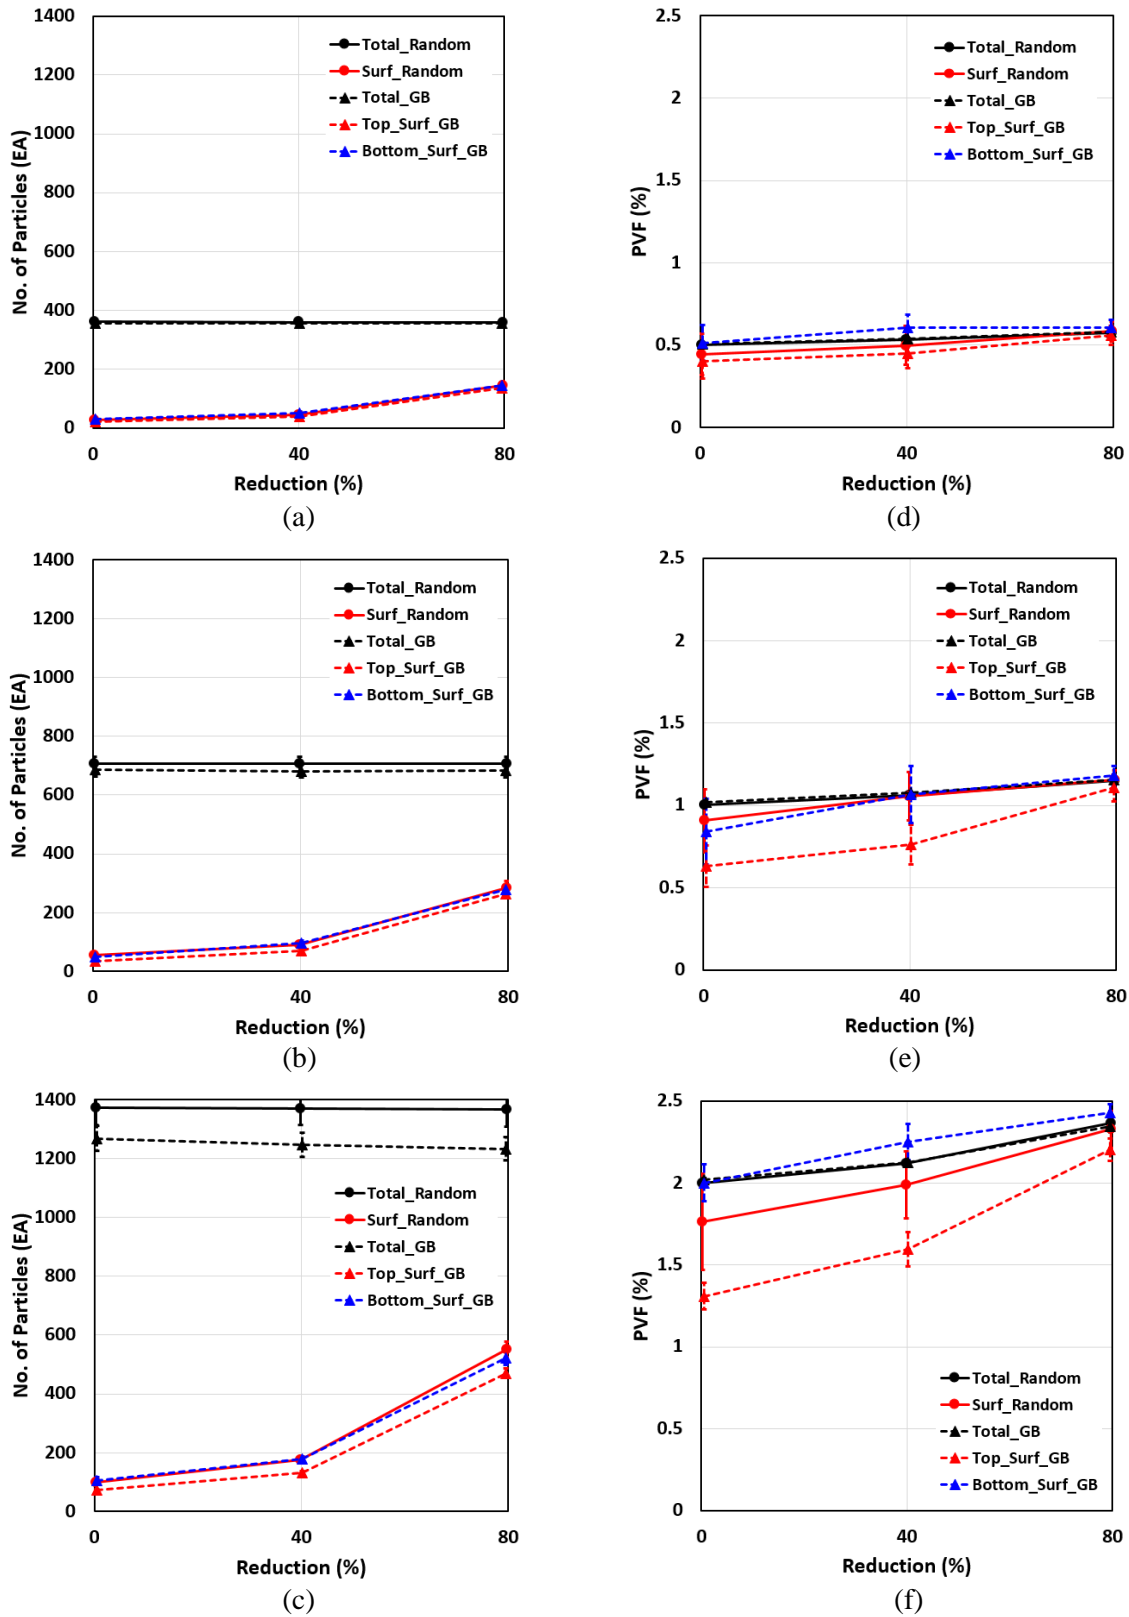 1400
1200
1000
800
600
400
200
0
No. of Particles (EA)
Total_Random
Surf_Random
Total_GB
Top_Surf_GB
Bottom_Surf_GB
0 40 80
Reduction (%)
(a)
2.5
2
1.5
1
0.5
0
PVF (%)
Total_Random
Surf_Random
Total_GB
Top_Surf_GB
Bottom_Surf_GB
0 40 80
Reduction (%)
(d)
1400
1200
1000
800
600
400
200
0
No. of Particles (EA)
Total_Random
Surf_Random
Total_GB
Top_Surf_GB
Bottom_Surf_GB
0 40 80
Reduction (%)
(b)
2.5
2
1.5
1
0.5
0
PVF (%)
Total_Random
Surf_Random
Total_GB
Top_Surf_GB
Bottom_Surf_GB
0 40 80
Reduction (%)
(e)
1400
1200
1000
800
600
400
200
0
No. of Particles (EA)
Total_Random
Surf_Random
Total_GB
Top_Surf_GB
Bottom_Surf_GB
0 40 80
Reduction (%)
(c)
2.5
2
1.5
1
0.5
0
PVF (%)
Total_Random
Surf_Random
Total_GB
Top_Surf_GB
Bottom_Surf_GB
0 40 80
Reduction (%)
(f)